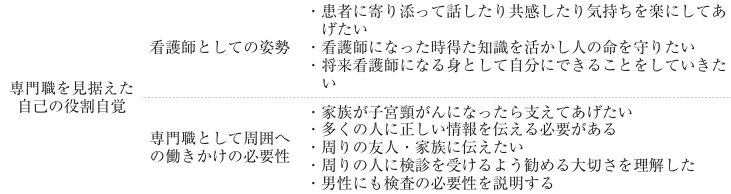 専門職を見据えた
自己の役割自覚
看護師としての姿勢
・患者に寄り添って話したり共感したり気持ちを楽にしてあ
げたい
・看護師になった時得た知識を活かし人の命を守りたい
・将来看護師になる身として自分にできることをしていきた
い
専門職として周囲へ
の働きかけの必要性
・家族が子宮頸がんになったら支えてあげたい
・多くの人に正しい情報を伝える必要がある
・周りの友人・家族に伝えたい
・周りの人に検診を受けるよう勧める大切さを理解した
・男性にも検査の必要性を説明する